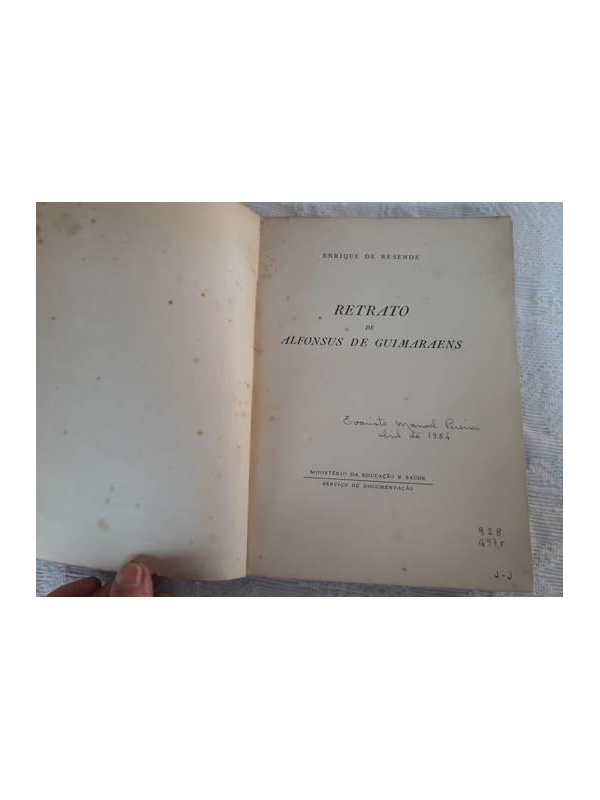 ENRIQUE DE RESENDE
RETRATO
DE
ALFONSUS DE GUIMARAENS
Evaristo Manoel Pereira
abril de 1954
MINISTÉRIO DA EDUCAÇÃO E SAÚDE
SERVIÇO DE DOCUMENTAÇÃO
928
G97r